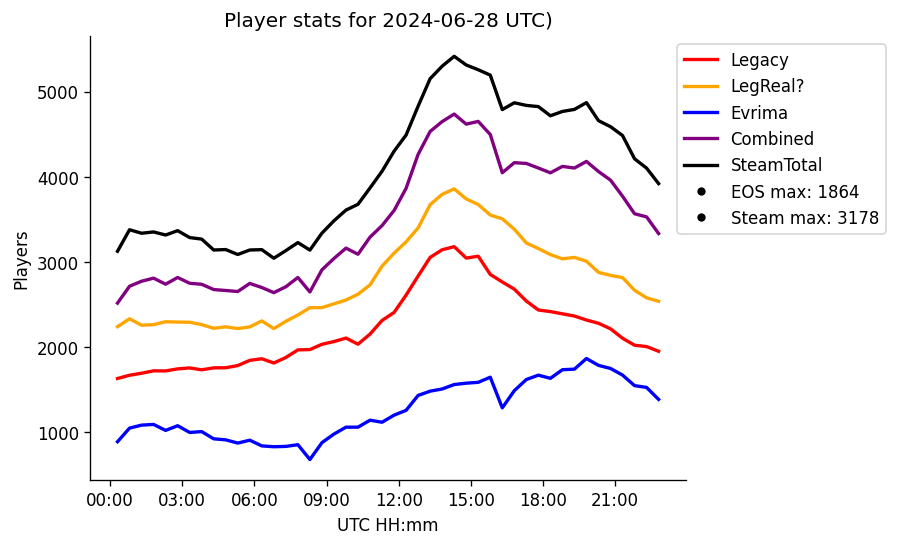 Player stats for 2024-06-28 UTC)
Legacy
LegReal?
Evrima
Combined
SteamTotal
EOS max: 1864
Steam max: 3178
Players
5000
4000
3000
2000
1000
00:00 03:00 06:00 09:00 12:00 15:00 18:00 21:00
UTC HH:mm